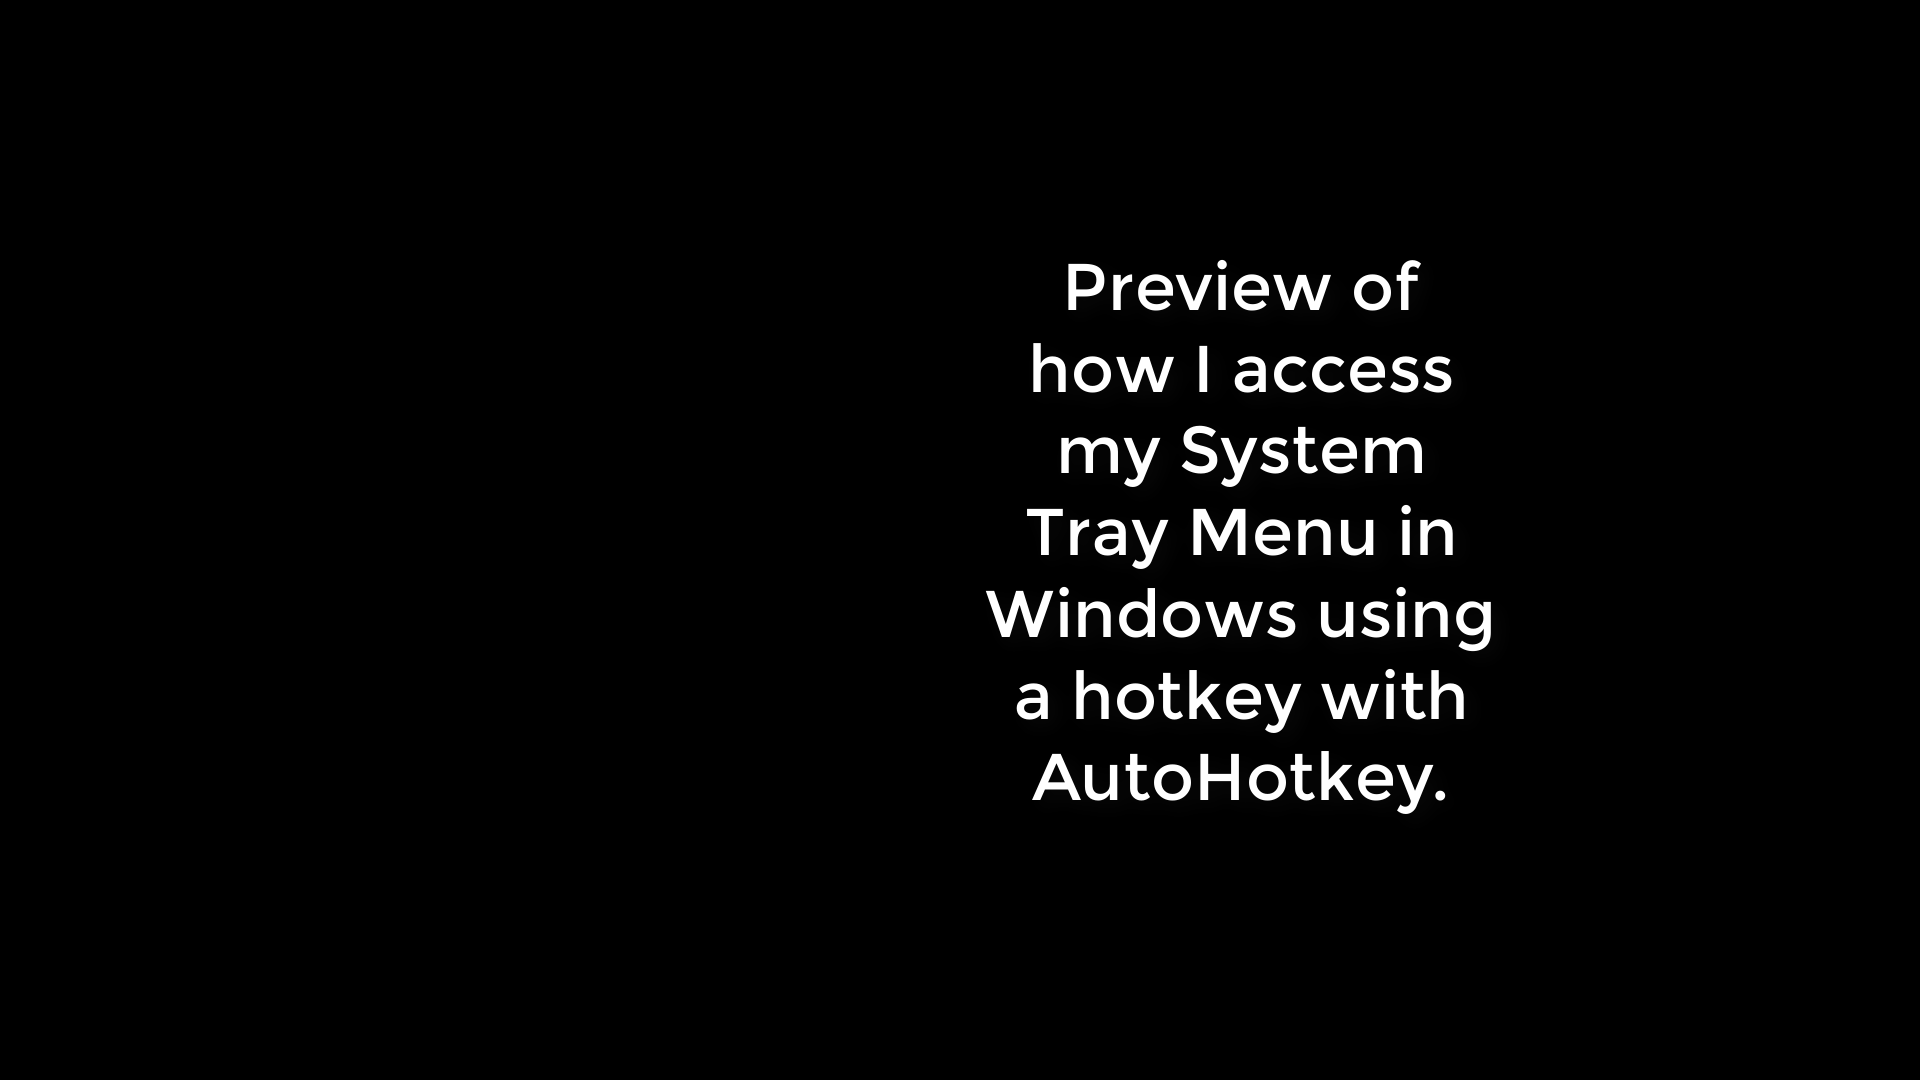 Preview of
how I access
my System
Tray Menu in
Windows using
a hotkey with
AutoHotkey.